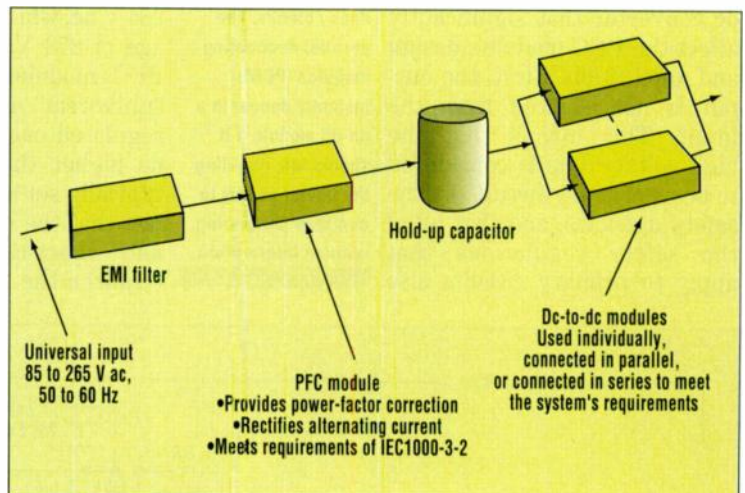 EMI filter
Hold-up capacitor
Universal input
85 to 265 V ac,
50 to 60 Hz
PFC module
•Provides power-factor correction
•Rectifies alternating current
•Meets requirements of IEC1000-3-2
Dc-to-dc modules
Used individually,
connected in parallel,
or connected in series to meet
the system's requirements